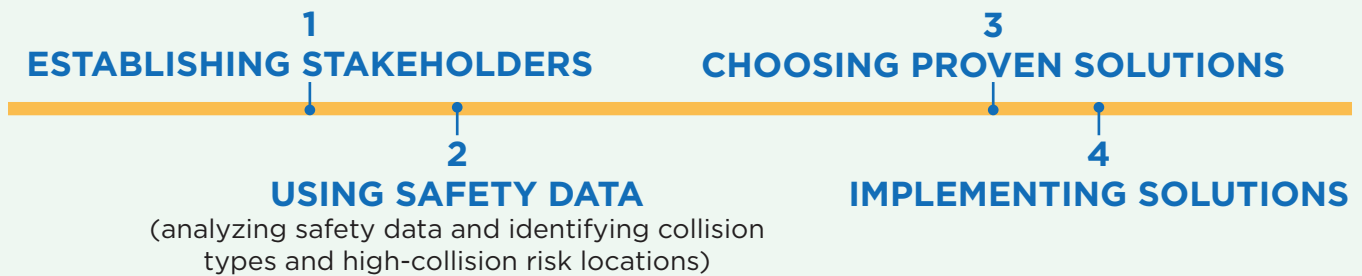 1
ESTABLISHING STAKEHOLDERS
2
USING SAFETY DATA
(analyzing safety data and identifying collision
types and high-collision risk locations)
3
CHOOSING PROVEN SOLUTIONS
4
IMPLEMENTING SOLUTIONS